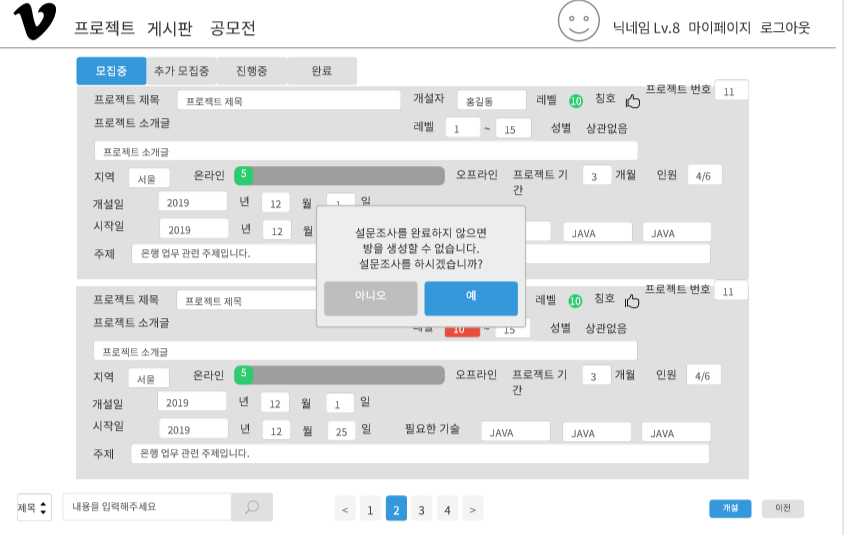 프로젝트 게시판 공모전 닉네임 Lv.8 마이페이지 로그아웃
모집중 추가 모집중 진행중 완료
프로젝트 제목 프로젝트 제목 개설자 홍길동 레벨 10 칭호 프로젝트 번호 11
프로젝트 소개글 레벨 1 ~ 15 성별 상관없음
프로젝트 소개글
지역 서울 온라인 5 오프라인 프로젝트 기간 3 개월 인원 4/6
개설일 2019 년 12 월 1 일
시작일 2019 년 12 월 JAVA JAVA
주제 은행 업무 관련 주제입니다.
설문조사를 완료하지 않으면
방을 생성할 수 없습니다.
설문조사를 하시겠습니까?
아니오 예
프로젝트 제목 프로젝트 제목 레벨 10 칭호 프로젝트 번호 11
프로젝트 소개글 레벨 10 ~ 15 성별 상관없음
프로젝트 소개글
지역 서울 온라인 5 오프라인 프로젝트 기간 3 개월 인원 4/6
개설일 2019 년 12 월 1 일
시작일 2019 년 12 월 25 일 필요한 기술 JAVA JAVA JAVA
주제 은행 업무 관련 주제입니다.
제목 내용을 입력해주세요 < 1 2 3 4 > 개설 이전